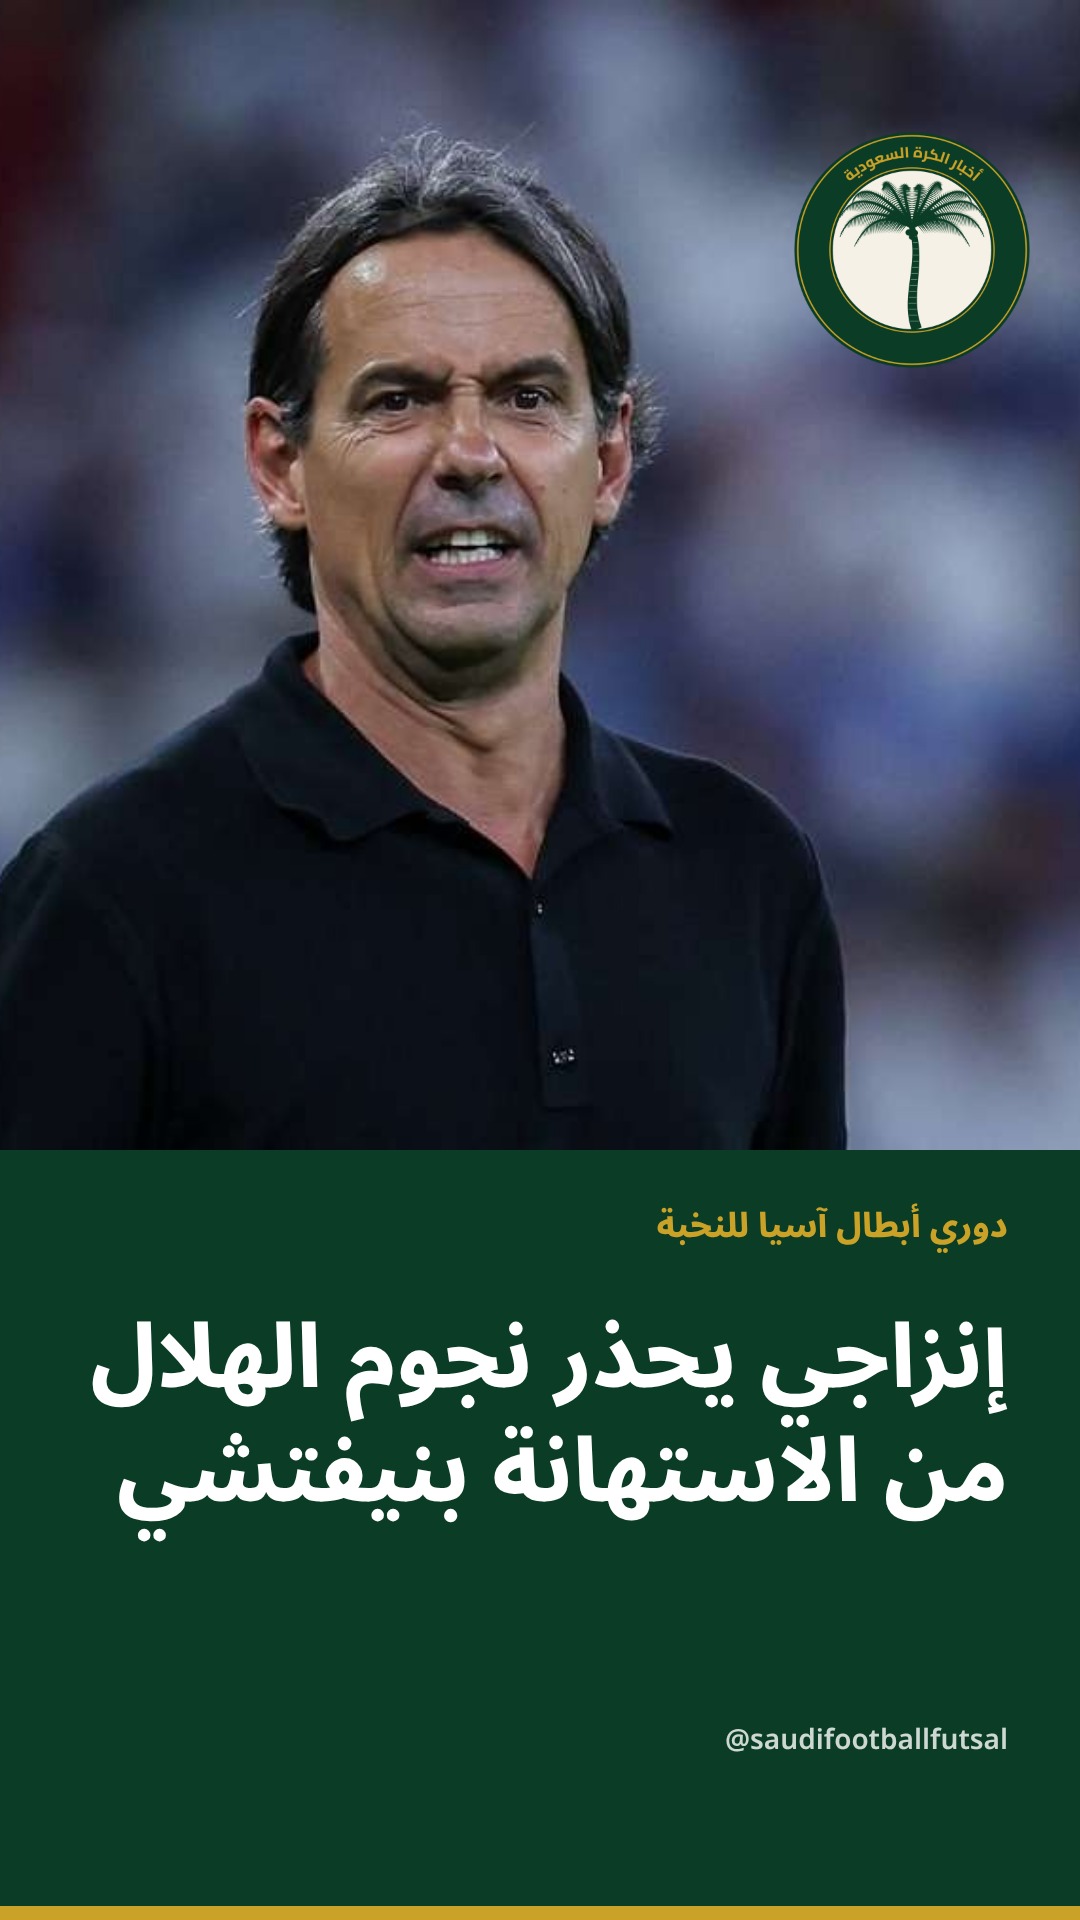 أخبار الكرة السعودية
دوري أبطال آسيا للنخبة
إنزاجي يحذر نجوم الهلال
من الاستهانة بنيفتشي
@saudifootballfutsal